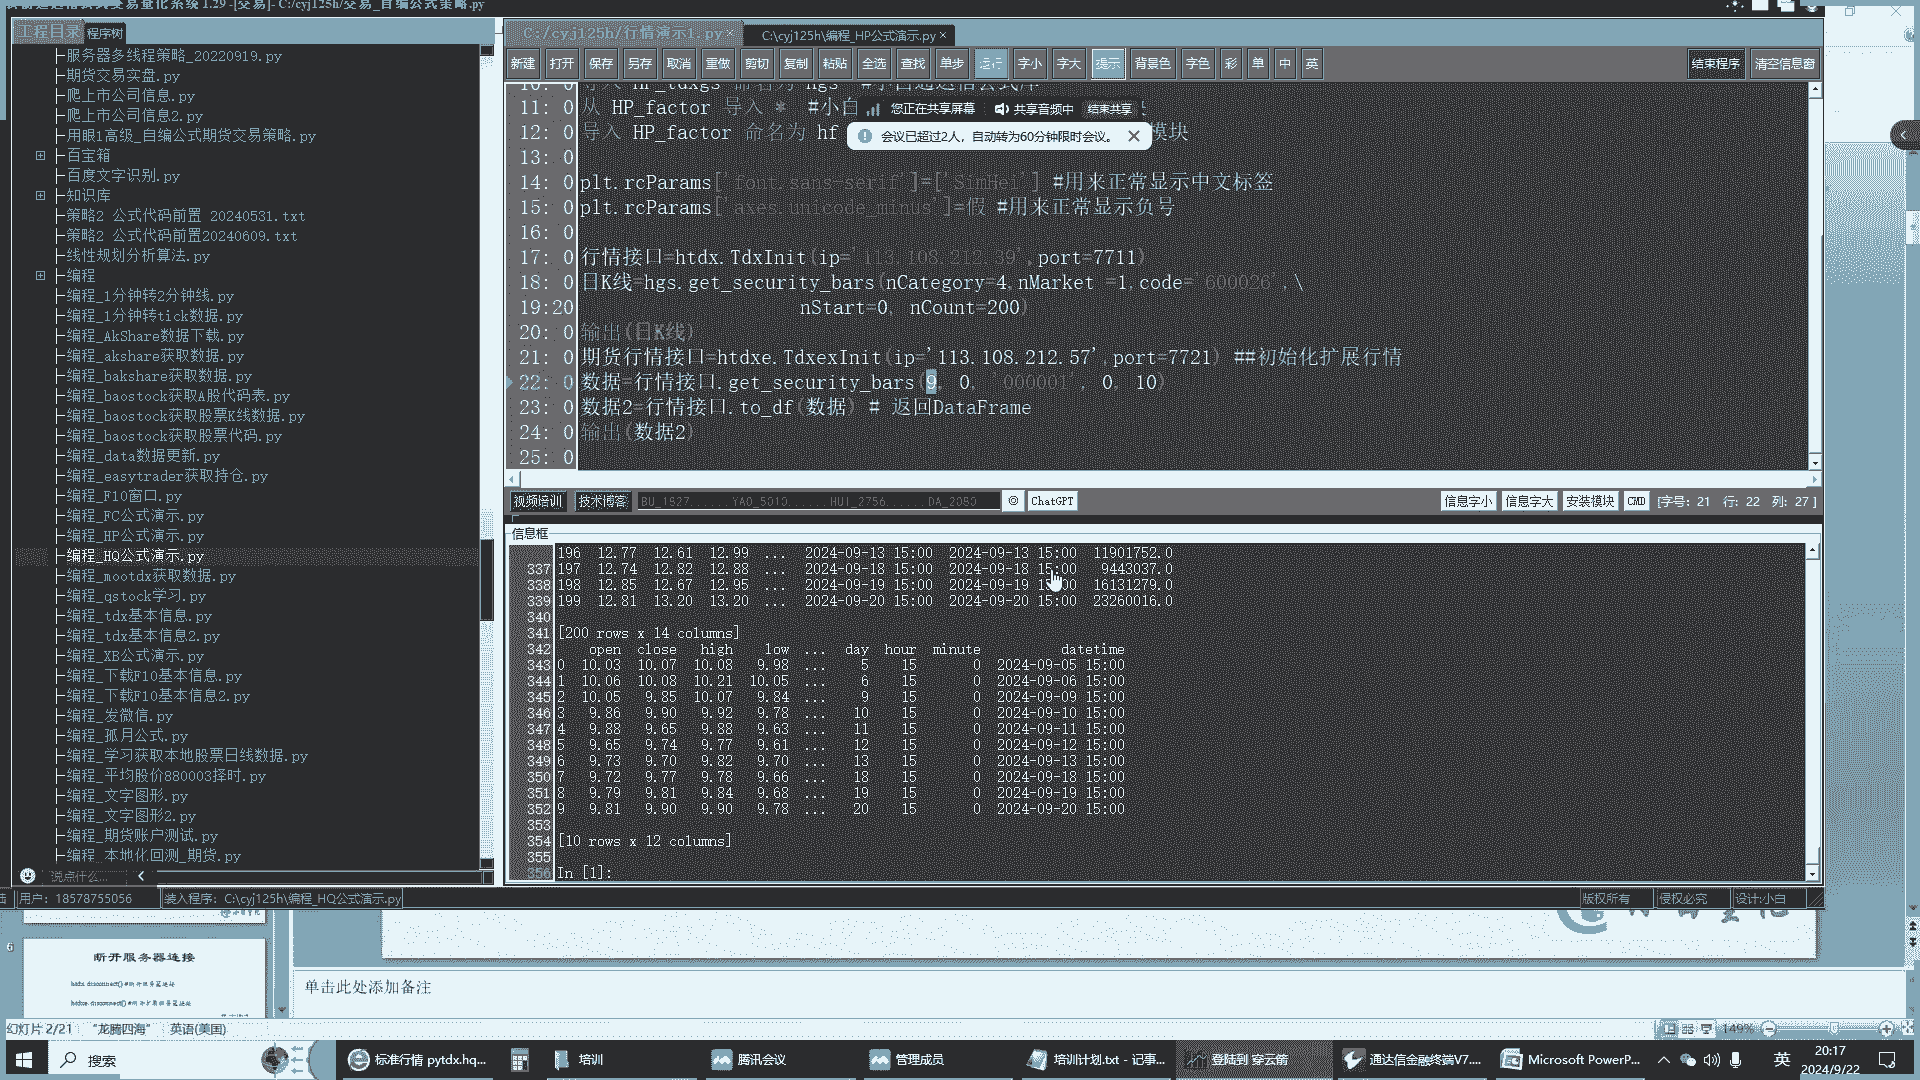 易量化系统 1.29 -[交易]- C:/cyj125h/交易_自编公式策略.py
工程目录 程序树
服务器多线程策略_20220919.py
期货交易实盘.py
爬上市公司信息.py
爬上市公司信息2.py
用眼1高级_自编公式期货交易策略.py
百宝箱
百度文字识别.py
知识库
策略2 公式代码前置 20240531.txt
策略2 公式代码前置20240609.txt
线性规划分析算法.py
编程
编程_1分钟转2分钟线.py
编程_1分钟转tick数据.py
编程_AkShare数据下载.py
编程_akshare获取数据.py
编程_bakshare获取数据.py
编程_baostock获取A股代码表.py
编程_baostock获取股票K线数据.py
编程_baostock获取股票代码.py
编程_data数据更新.py
编程_easytrader获取持仓.py
编程_F10窗口.py
编程_FC公式演示.py
编程_HP公式演示.py
编程_HQ公式演示.py
编程_mootdx获取数据.py
编程_qstock学习.py
编程_tdx基本信息.py
编程_tdx基本信息2.py
编程_XB公式演示.py
编程_下载F10基本信息.py
编程_下载F10基本信息2.py
编程_发微信.py
编程_孤月公式.py
编程_学习获取本地股票日线数据.py
编程_平均股价880003择时.py
编程_文字图形.py
编程_文字图形2.py
编程_期货账户测试.py
编程_本地化回测_期货.py
说点什么...
C:/cyj125h/行情演示1.py× C:\cyj125h\编程_HP公式演示.py ×
新建 打开 保存 另存 取消 重做 剪切 复制 粘贴 全选 查找 单步 运行 字小 字大 提示 背景色 字色 彩 单 中 英 结束程序 清空信息窗
11: 0 从 HP_factor 导入 * #小白
您正在共享屏幕 共享音频中 结束共享
12: 0 导入 HP_factor 命名为 hf 模块
会议已超过2人，自动转为60分钟限时会议。
13: 0
14: 0 plt.rcParams['font.sans-serif']=['SimHei'] #用来正常显示中文标签
15: 0 plt.rcParams['axes.unicode_minus']=假 #用来正常显示负号
16: 0
17: 0 行情接口=htdx.TdxInit(ip='113.108.212.39',port=7711)
18: 0 日K线=hgs.get_security_bars(nCategory=4,nMarket =1,code='600026',\
19:20 nStart=0, nCount=200)
20: 0 输出(日K线)
21: 0 期货行情接口=htdxe.TdxexInit(ip='113.108.212.57',port=7721) ##初始化扩展行情
22: 0 数据=行情接口.get_security_bars(9, 0, '000001', 0, 10)
23: 0 数据2=行情接口.to_df(数据) # 返回DataFrame
24: 0 输出(数据2)
25: 0
视频培训 技术博客 ChatGPT 信息字小 信息字大 安装模块 CMD [字号: 21 行: 22 列: 27 ]
信息框
196 12.77 12.61 12.99 ... 2024-09-13 15:00 2024-09-13 15:00 11901752.0
337 197 12.74 12.82 12.88 ... 2024-09-18 15:00 2024-09-18 15:00 9443037.0
338 198 12.85 12.67 12.95 ... 2024-09-19 15:00 2024-09-19 15:00 16131279.0
339 199 12.81 13.20 13.20 ... 2024-09-20 15:00 2024-09-20 15:00 23260016.0
340
341 [200 rows x 14 columns]
342 open close high low ... day hour minute datetime
343 0 10.03 10.07 10.08 9.98 ... 5 15 0 2024-09-05 15:00
344 1 10.06 10.08 10.21 10.05 ... 6 15 0 2024-09-06 15:00
345 2 10.05 9.85 10.07 9.84 ... 9 15 0 2024-09-09 15:00
346 3 9.86 9.90 9.92 9.78 ... 10 15 0 2024-09-10 15:00
347 4 9.88 9.65 9.88 9.63 ... 11 15 0 2024-09-11 15:00
348 5 9.65 9.74 9.77 9.61 ... 12 15 0 2024-09-12 15:00
349 6 9.73 9.70 9.82 9.70 ... 13 15 0 2024-09-13 15:00
350 7 9.72 9.77 9.78 9.66 ... 18 15 0 2024-09-18 15:00
351 8 9.79 9.81 9.84 9.68 ... 19 15 0 2024-09-19 15:00
352 9 9.81 9.90 9.90 9.78 ... 20 15 0 2024-09-20 15:00
353
354 [10 rows x 12 columns]
355
356 In [1]:
用户: 18578755056 装入程序: C:\cyj125h\编程_HQ公式演示.py 版权所有 侵权必究 设计:小白
6
断开服务器连接
单击此处添加备注
幻灯片 2/21 "龙腾四海" 英语(美国) 149%
搜索 标准行情 pytdx.hq... 培训 腾讯会议 管理成员 培训计划.txt - 记事... 登陆到 穿云箭 通达信金融终端V7.... Microsoft PowerP... 英 20:17
2024/9/22